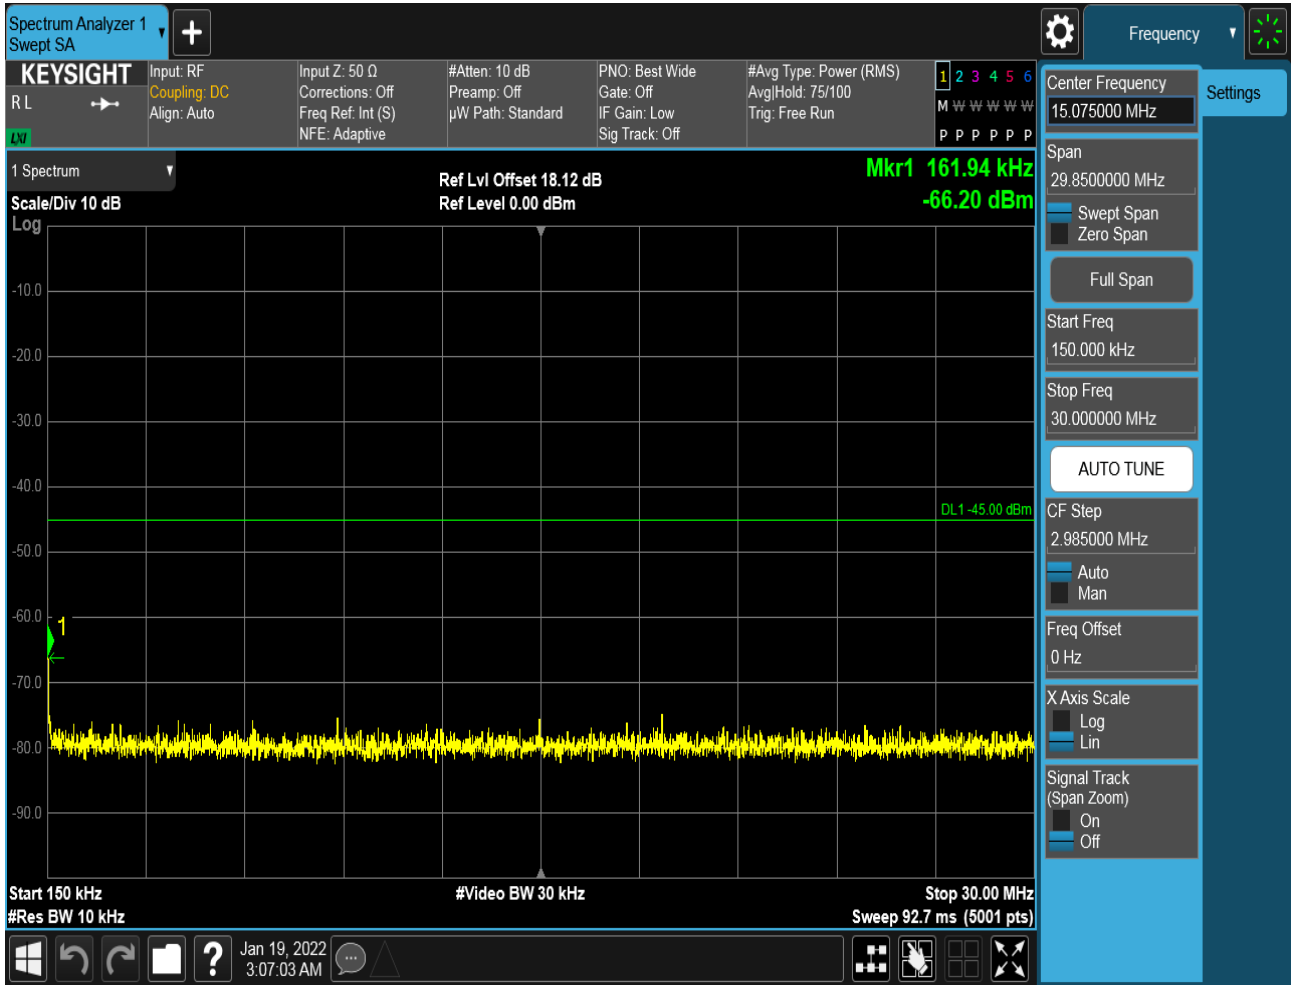 Spectrum Analyzer 1
Swept SA
Frequency
KEYSIGHT
R L
LXI
Input: RF
Coupling: DC
Align: Auto
Input Z: 50 Ω
Corrections: Off
Freq Ref: Int (S)
NFE: Adaptive
#Atten: 10 dB
Preamp: Off
µW Path: Standard
PNO: Best Wide
Gate: Off
IF Gain: Low
Sig Track: Off
#Avg Type: Power (RMS)
Avg|Hold: 75/100
Trig: Free Run
1 2 3 4 5 6
M W W W W W
P P P P P P
1 Spectrum
Scale/Div 10 dB
Log
Ref Lvl Offset 18.12 dB
Ref Level 0.00 dBm
Mkr1 161.94 kHz
-66.20 dBm
-10.0
-20.0
-30.0
-40.0
DL1 -45.00 dBm
-50.0
-60.0
1
-70.0
-80.0
-90.0
Start 150 kHz
#Video BW 30 kHz
Stop 30.00 MHz
#Res BW 10 kHz
Sweep 92.7 ms (5001 pts)
Center Frequency
15.075000 MHz
Settings
Span
29.8500000 MHz
Swept Span
Zero Span
Full Span
Start Freq
150.000 kHz
Stop Freq
30.000000 MHz
AUTO TUNE
CF Step
2.985000 MHz
Auto
Man
Freq Offset
0 Hz
X Axis Scale
Log
Lin
Signal Track
(Span Zoom)
On
Off
?
Jan 19, 2022
3:07:03 AM